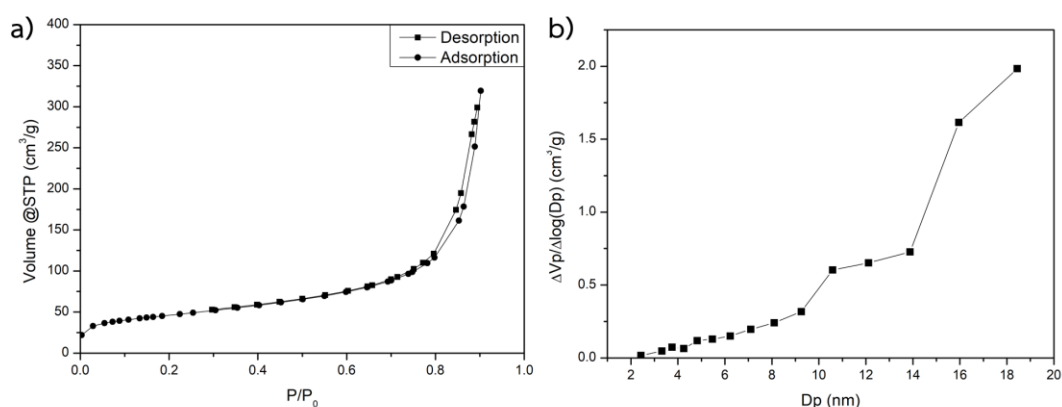 a)
400
350
300
250
200
150
100
50
0
Volume @STP (cm³/g)
Desorption
Adsorption
0.0 0.2 0.4 0.6 0.8 1.0
P/P₀
b)
2.0
1.5
1.0
0.5
0.0
ΔVp/Δlog(Dp) (cm³/g)
2 4 6 8 10 12 14 16 18 20
Dp (nm)